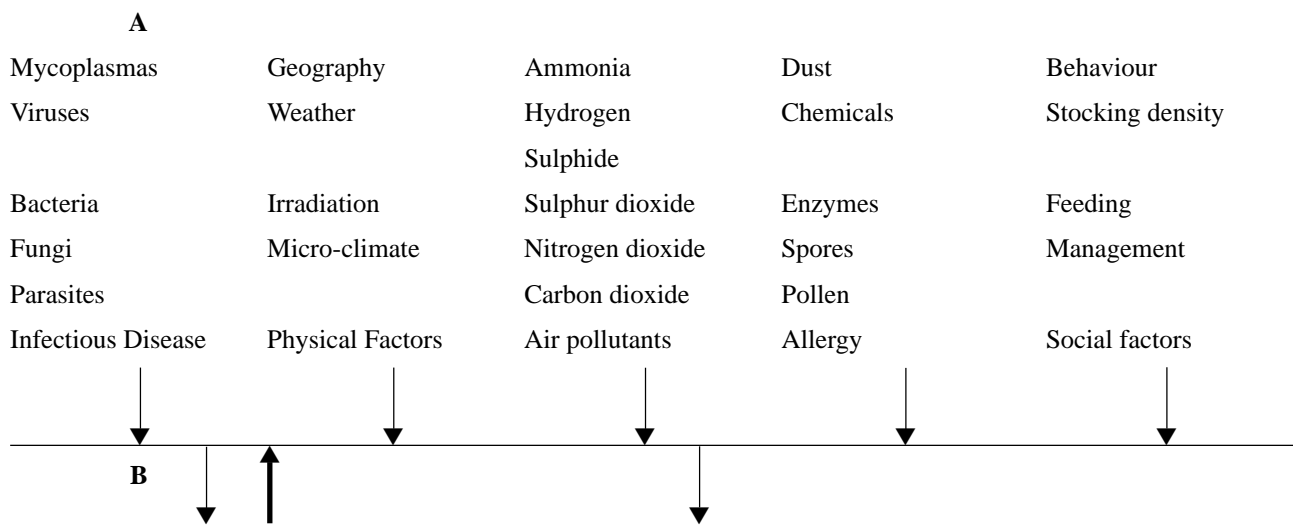 A
Mycoplasmas Geography Ammonia Dust Behaviour
Viruses Weather Hydrogen Chemicals Stocking density
Sulphide
Bacteria Irradiation Sulphur dioxide Enzymes Feeding
Fungi Micro-climate Nitrogen dioxide Spores Management
Parasites Carbon dioxide Pollen
Infectious Disease Physical Factors Air pollutants Allergy Social factors
B